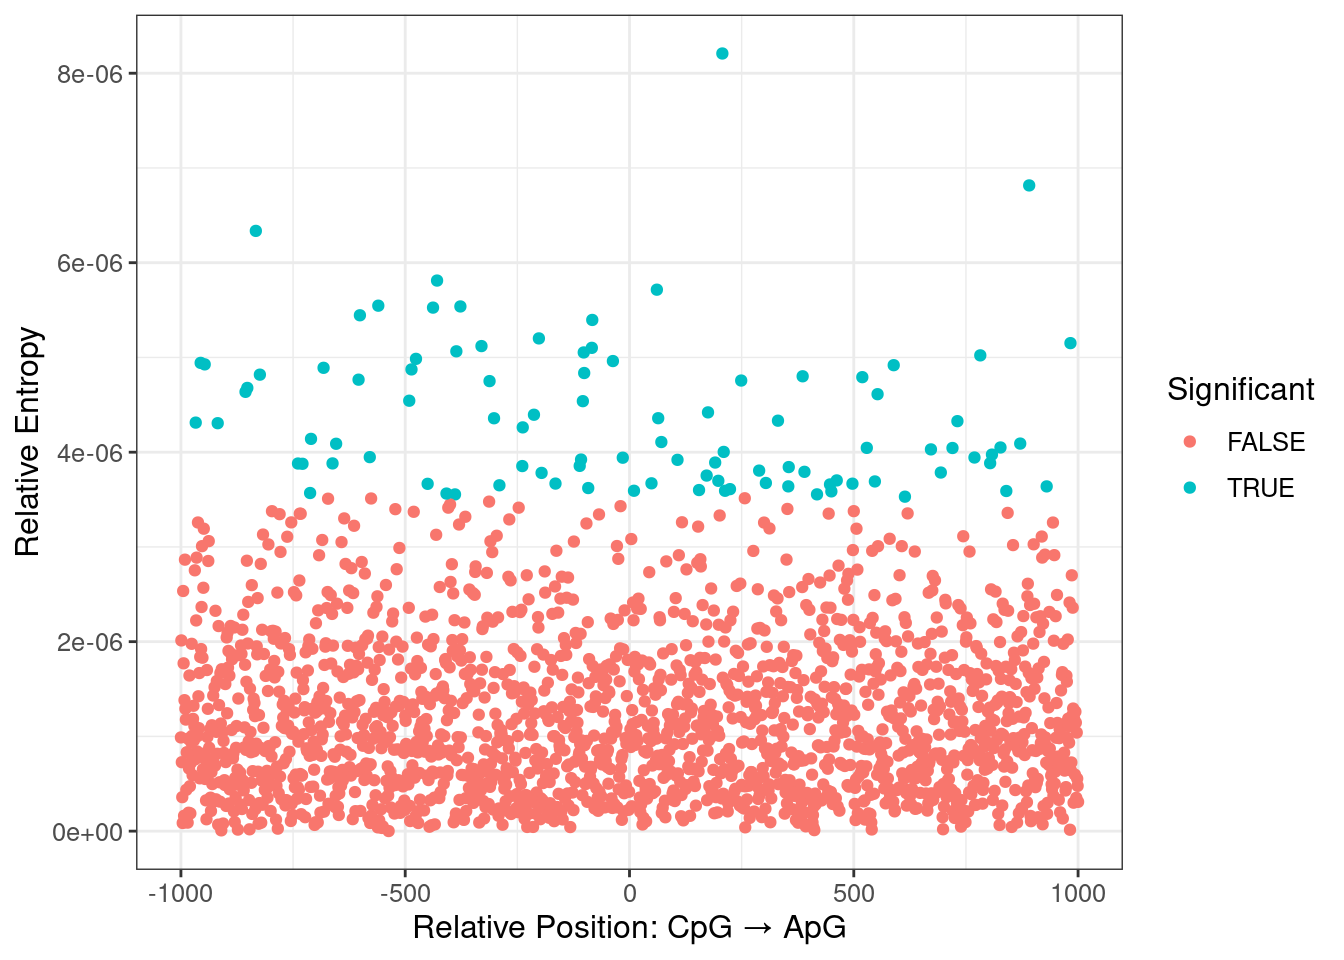 8e-06
6e-06
4e-06
2e-06
0e+00
Relative Entropy
-1000
-500
0
500
1000
Relative Position: CpG → ApG
Significant
FALSE
TRUE